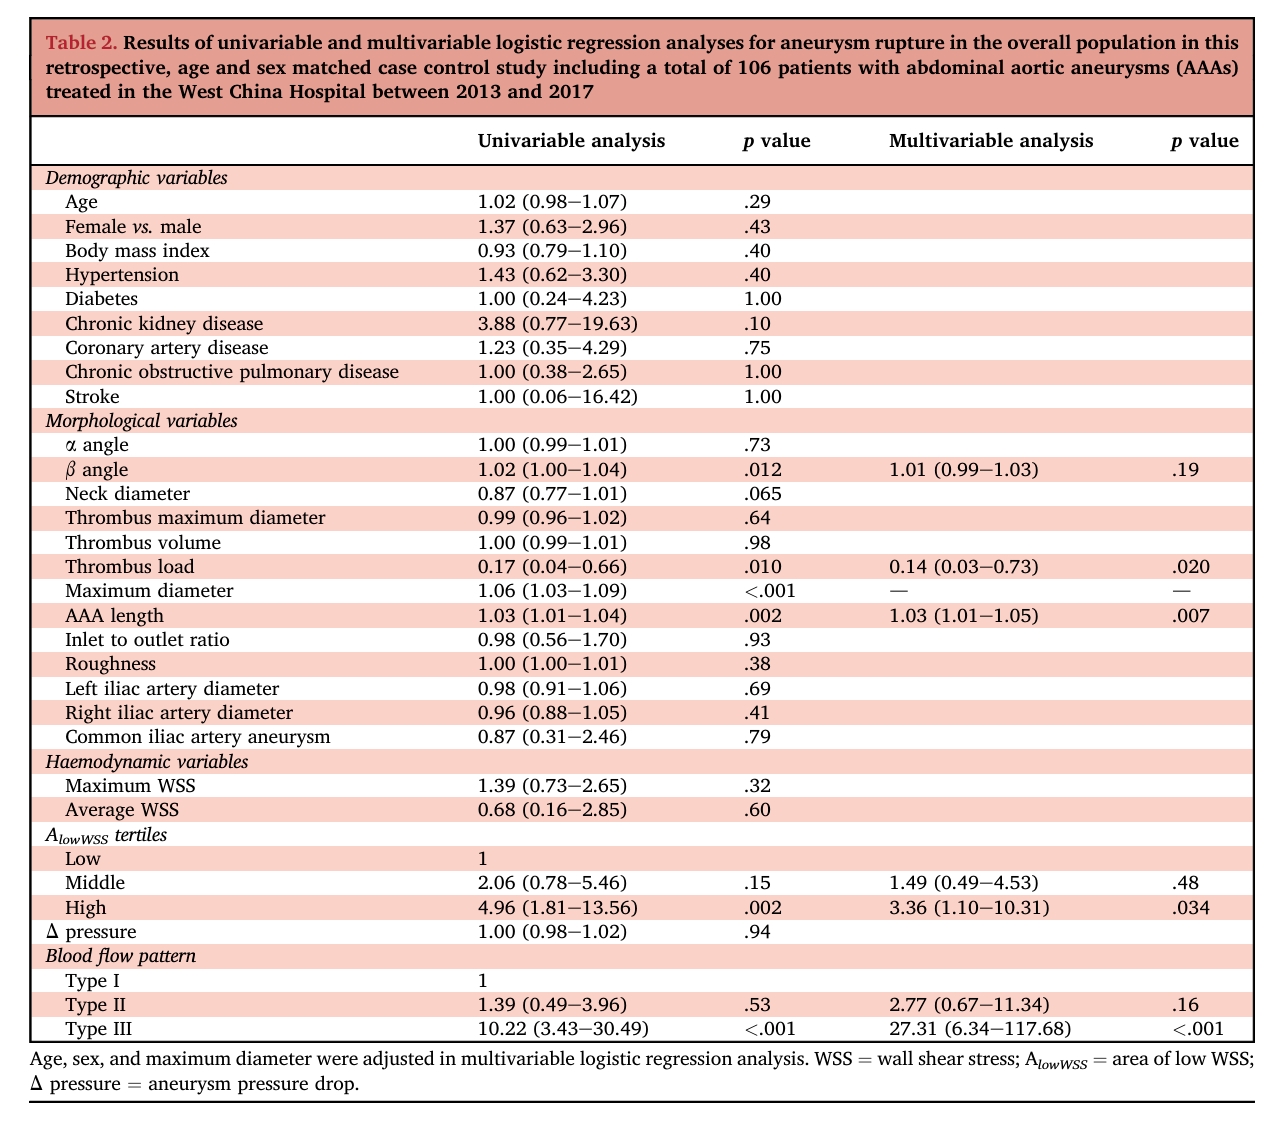 Table 2. Results of univariable and multivariable logistic regression analyses for aneurysm rupture in the overall population in this
retrospective, age and sex matched case control study including a total of 106 patients with abdominal aortic aneurysms (AAAs)
treated in the West China Hospital between 2013 and 2017
Univariable analysis p value Multivariable analysis p value
Demographic variables
Age 1.02 (0.98–1.07) .29
Female vs. male 1.37 (0.63–2.96) .43
Body mass index 0.93 (0.79–1.10) .40
Hypertension 1.43 (0.62–3.30) .40
Diabetes 1.00 (0.24–4.23) 1.00
Chronic kidney disease 3.88 (0.77–19.63) .10
Coronary artery disease 1.23 (0.35–4.29) .75
Chronic obstructive pulmonary disease 1.00 (0.38–2.65) 1.00
Stroke 1.00 (0.06–16.42) 1.00
Morphological variables
α angle 1.00 (0.99–1.01) .73
β angle 1.02 (1.00–1.04) .012 1.01 (0.99–1.03) .19
Neck diameter 0.87 (0.77–1.01) .065
Thrombus maximum diameter 0.99 (0.96–1.02) .64
Thrombus volume 1.00 (0.99–1.01) .98
Thrombus load 0.17 (0.04–0.66) .010 0.14 (0.03–0.73) .020
Maximum diameter 1.06 (1.03–1.09) <.001 — —
AAA length 1.03 (1.01–1.04) .002 1.03 (1.01–1.05) .007
Inlet to outlet ratio 0.98 (0.56–1.70) .93
Roughness 1.00 (1.00–1.01) .38
Left iliac artery diameter 0.98 (0.91–1.06) .69
Right iliac artery diameter 0.96 (0.88–1.05) .41
Common iliac artery aneurysm 0.87 (0.31–2.46) .79
Haemodynamic variables
Maximum WSS 1.39 (0.73–2.65) .32
Average WSS 0.68 (0.16–2.85) .60
AlowWSS tertiles
Low 1
Middle 2.06 (0.78–5.46) .15 1.49 (0.49–4.53) .48
High 4.96 (1.81–13.56) .002 3.36 (1.10–10.31) .034
Δ pressure 1.00 (0.98–1.02) .94
Blood flow pattern
Type I 1
Type II 1.39 (0.49–3.96) .53 2.77 (0.67–11.34) .16
Type III 10.22 (3.43–30.49) <.001 27.31 (6.34–117.68) <.001
Age, sex, and maximum diameter were adjusted in multivariable logistic regression analysis. WSS = wall shear stress; AlowWSS = area of low WSS;
Δ pressure = aneurysm pressure drop.